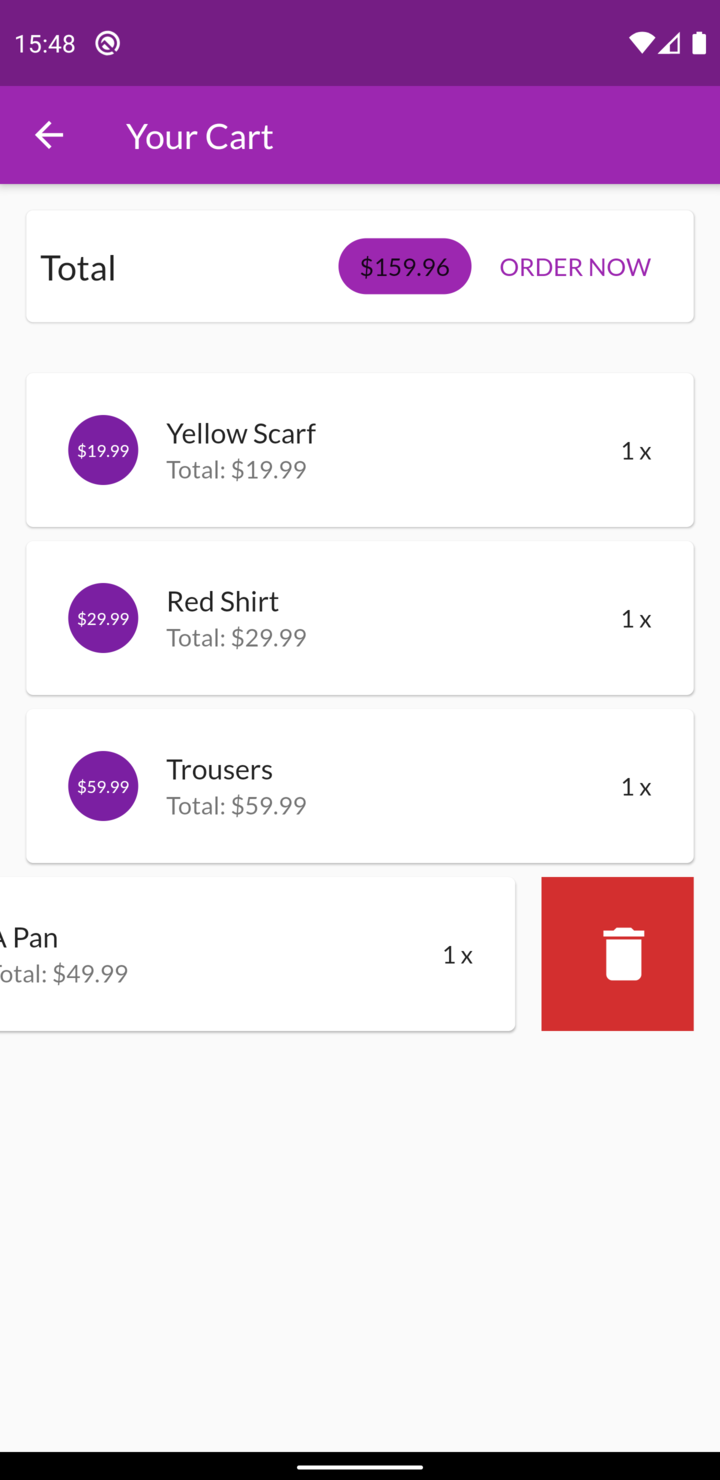 15:48
Your Cart
Total $159.96 ORDER NOW
$19.99 Yellow Scarf 1 x
Total: $19.99
$29.99 Red Shirt 1 x
Total: $29.99
$59.99 Trousers 1 x
Total: $59.99
A Pan 1 x
otal: $49.99